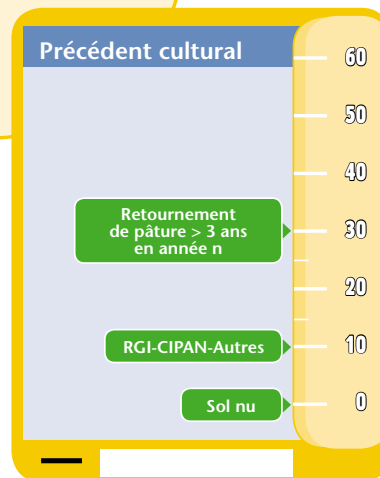 Précédent cultural
60
50
40
Retournement
de pâture > 3 ans
en année n
30
20
RGI-CIPAN-Autres
10
Sol nu
0